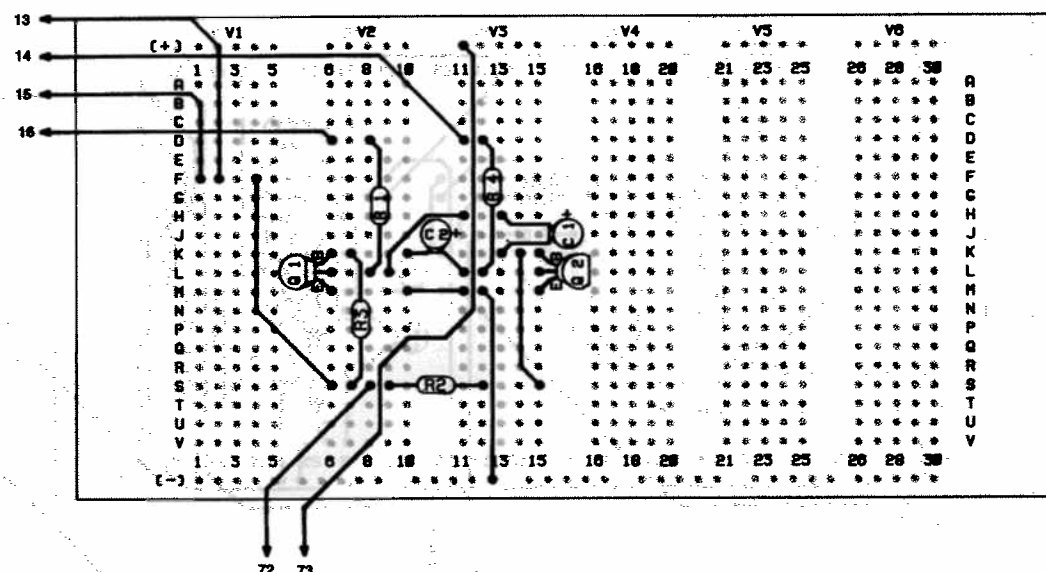 13
V1 V2 V3 V4 V5 V6
(+)
14
1 3 5 6 8 10 11 13 15 16 18 20 21 23 25 26 28 30
A A
15
B B
C C
16
D D
E E
F F
G G
R1 R4
H H
C2+ C1 +
J J
K K
Q1 B E B E Q2
L L
M M
N N
R3
P P
Q Q
R R
S S
R2
T T
U U
V V
1 3 5 6 8 10 11 13 15 16 18 20 21 23 25 26 28 30
(-)
72 73